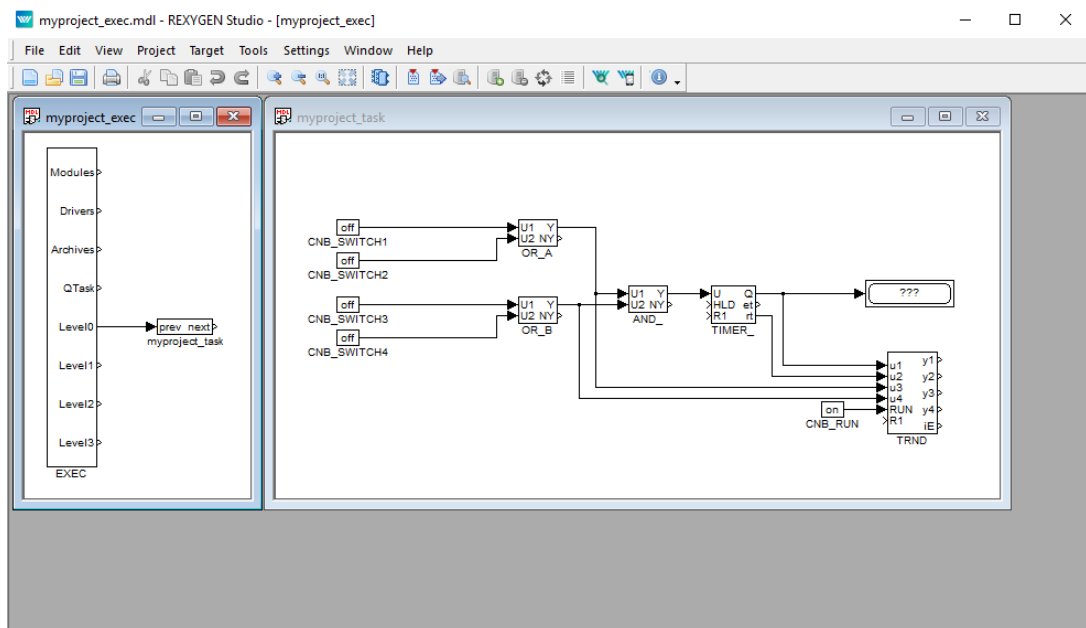 myproject_exec.mdl - REXYGEN Studio - [myproject_exec]
File Edit View Project Target Tools Settings Window Help
myproject_exec
Modules
Drivers
Archives
QTask
Level0
prev next
myproject_task
Level1
Level2
Level3
EXEC
myproject_task
off
CNB_SWITCH1
off
CNB_SWITCH2
U1 Y
U2 NY
OR_A
off
CNB_SWITCH3
off
CNB_SWITCH4
U1 Y
U2 NY
OR_B
U1 Y
U2 NY
AND_
U Q
HLD et
R1 rt
TIMER_
???
on
CNB_RUN
u1 y1
u2 y2
u3 y3
u4
RUN y4
R1 iE
TRND